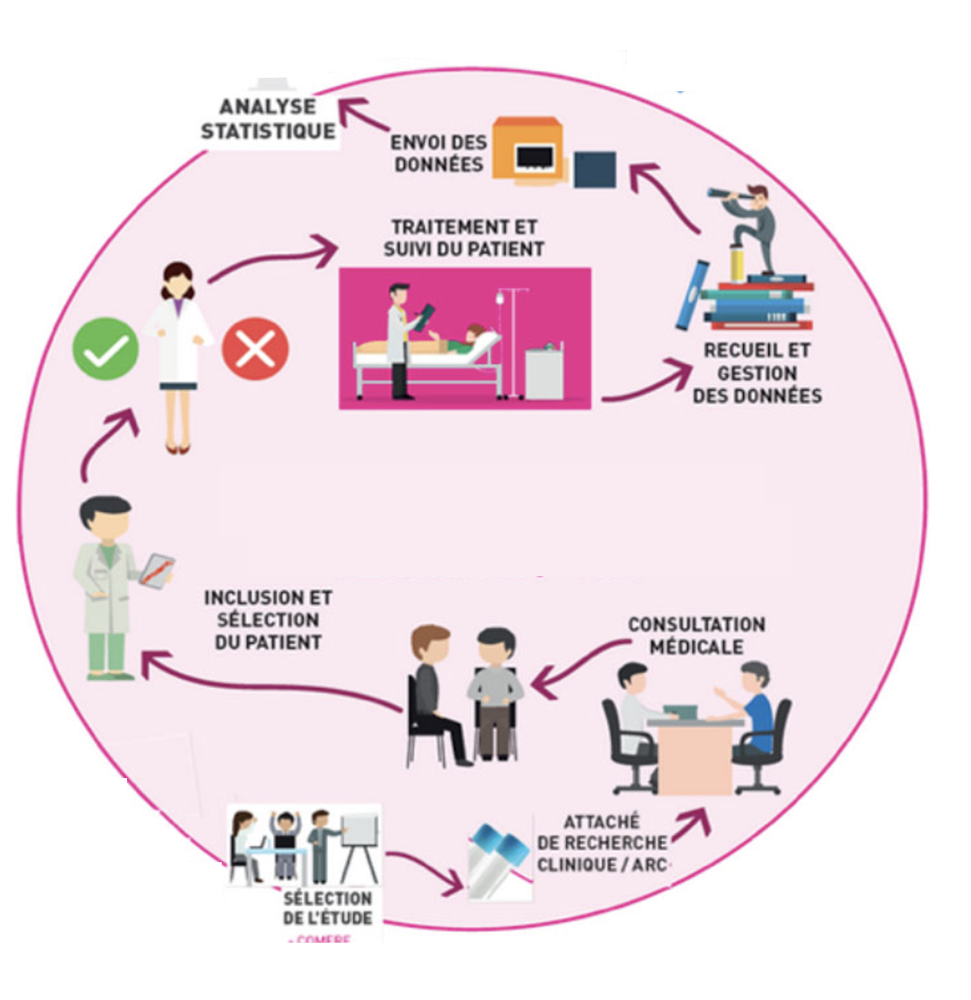 ANALYSE
STATISTIQUE
ENVOI DES
DONNÉES
TRAITEMENT ET
SUIVI DU PATIENT
RECUEIL ET
GESTION
DES DONNÉES
INCLUSION ET
SÉLECTION
DU PATIENT
CONSULTATION
MÉDICALE
ATTACHÉ
DE RECHERCHE
CLINIQUE / ARC
SÉLECTION
DE L'ÉTUDE